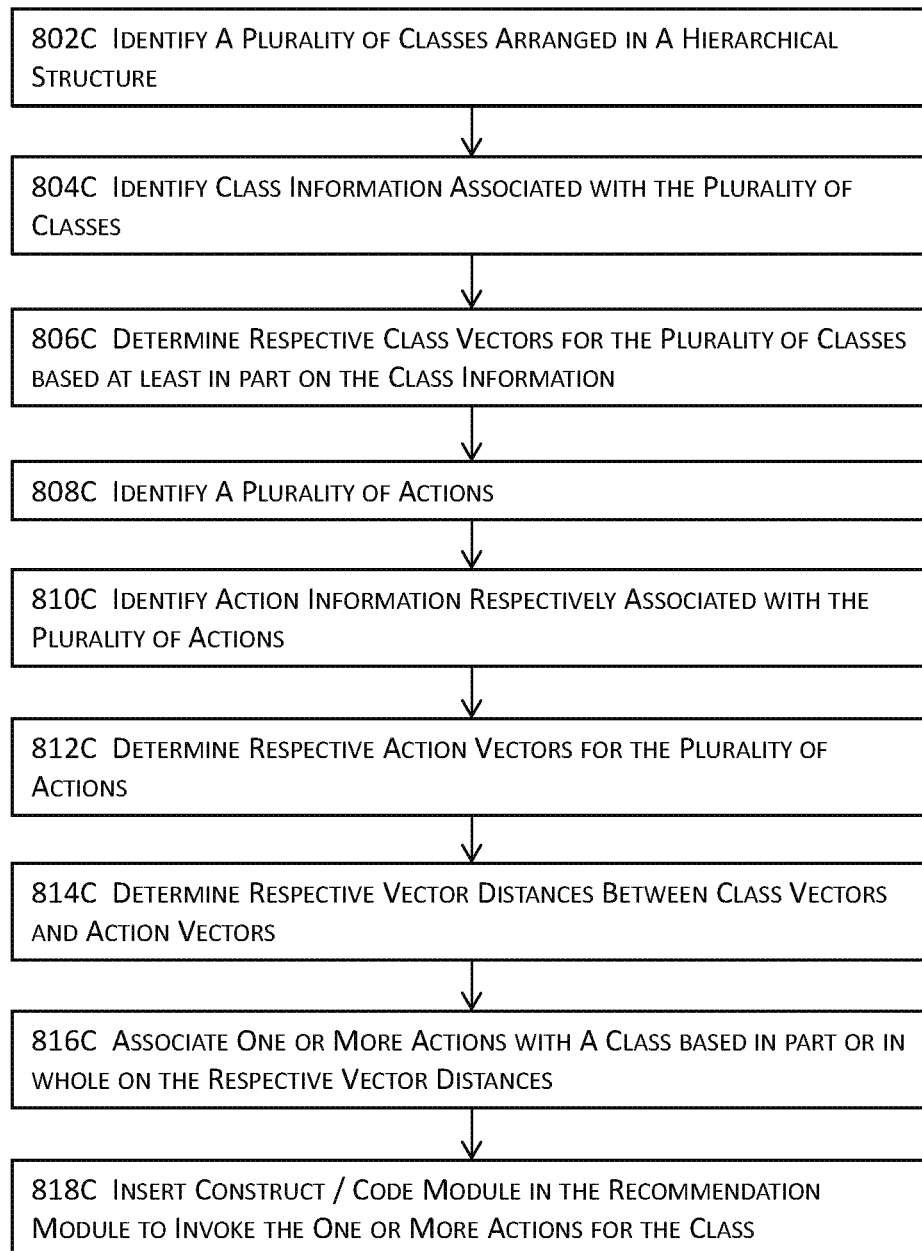 802C IDENTIFY A PLURALITY OF CLASSES ARRANGED IN A HIERARCHICAL
STRUCTURE
804C IDENTIFY CLASS INFORMATION ASSOCIATED WITH THE PLURALITY OF
CLASSES
806C DETERMINE RESPECTIVE CLASS VECTORS FOR THE PLURALITY OF CLASSES
BASED AT LEAST IN PART ON THE CLASS INFORMATION
808C IDENTIFY A PLURALITY OF ACTIONS
810C IDENTIFY ACTION INFORMATION RESPECTIVELY ASSOCIATED WITH THE
PLURALITY OF ACTIONS
812C DETERMINE RESPECTIVE ACTION VECTORS FOR THE PLURALITY OF
ACTIONS
814C DETERMINE RESPECTIVE VECTOR DISTANCES BETWEEN CLASS VECTORS
AND ACTION VECTORS
816C ASSOCIATE ONE OR MORE ACTIONS WITH A CLASS BASED IN PART OR IN
WHOLE ON THE RESPECTIVE VECTOR DISTANCES
818C INSERT CONSTRUCT / CODE MODULE IN THE RECOMMENDATION
MODULE TO INVOKE THE ONE OR MORE ACTIONS FOR THE CLASS